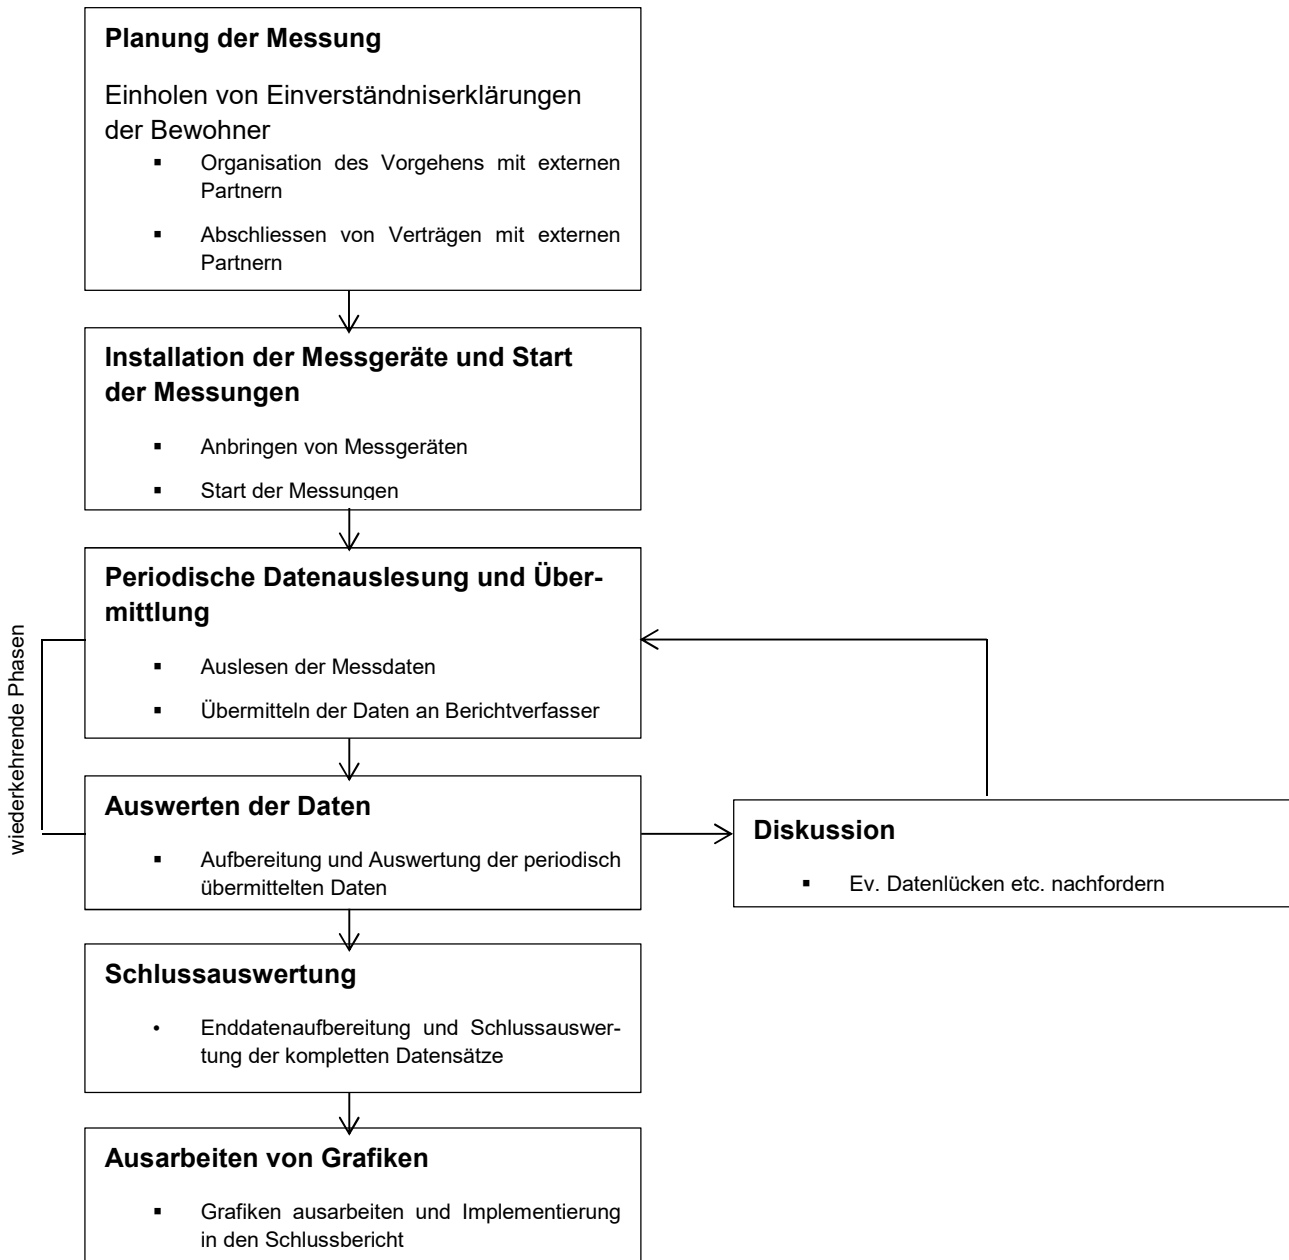 Planung der Messung
Einholen von Einverständniserklärungen
der Bewohner
▪ Organisation des Vorgehens mit externen
Partnern
▪ Abschliessen von Verträgen mit externen
Partnern
Installation der Messgeräte und Start
der Messungen
▪ Anbringen von Messgeräten
▪ Start der Messungen
Periodische Datenauslesung und Über-
mittlung
▪ Auslesen der Messdaten
▪ Übermitteln der Daten an Berichtverfasser
wiederkehrende Phasen
Auswerten der Daten
▪ Aufbereitung und Auswertung der periodisch
übermittelten Daten
Diskussion
▪ Ev. Datenlücken etc. nachfordern
Schlussauswertung
• Enddatenaufbereitung und Schlussauswer-
tung der kompletten Datensätze
Ausarbeiten von Grafiken
▪ Grafiken ausarbeiten und Implementierung
in den Schlussbericht